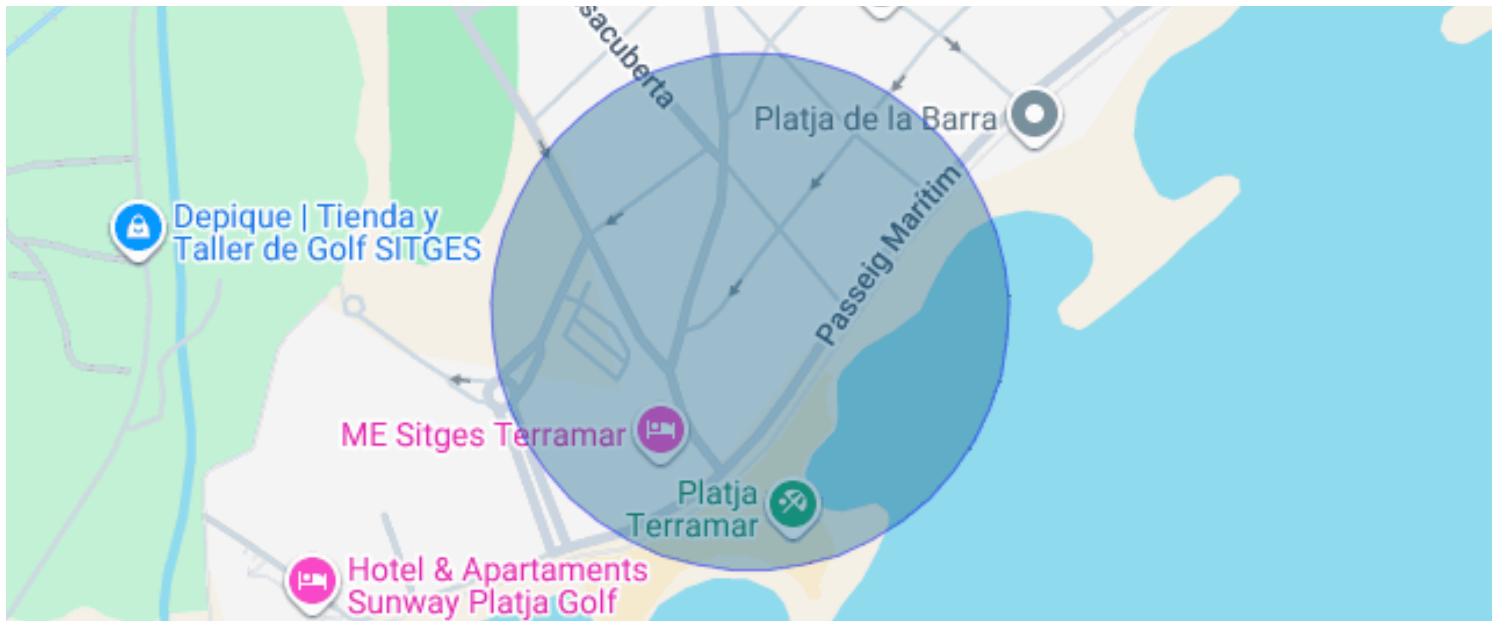 sacuberta
Platja de la Barra
Depique | Tienda y
Taller de Golf SITGES
Passeig Marítim
ME Sitges Terramar
Platja
Terramar
Hotel & Apartaments
Sunway Platja Golf